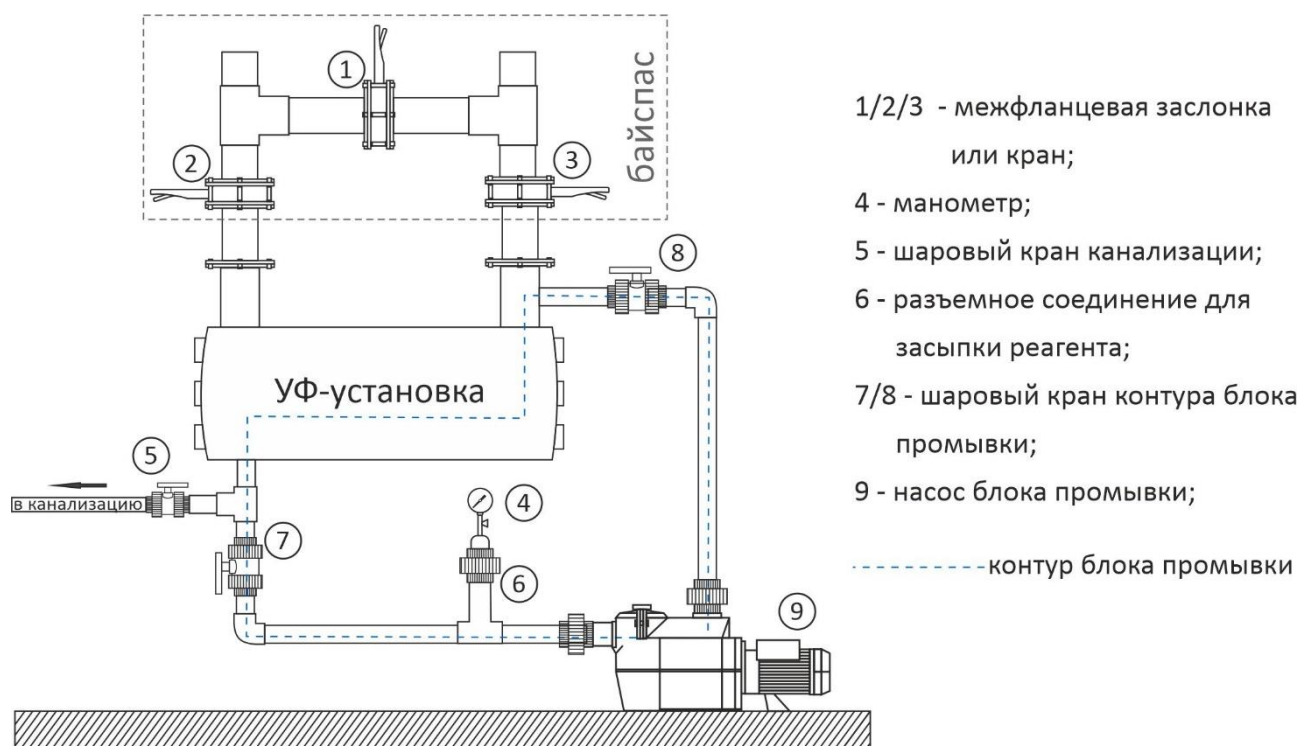 1
байспас
2
3
8
УФ-установка
5
в канализацию
4
7
6
9
1/2/3 - межфланцевая заслонка
или кран;
4 - манометр;
5 - шаровый кран канализации;
6 - разъемное соединение для
засыпки реагента;
7/8 - шаровый кран контура блока
промывки;
9 - насос блока промывки;
контур блока промывки